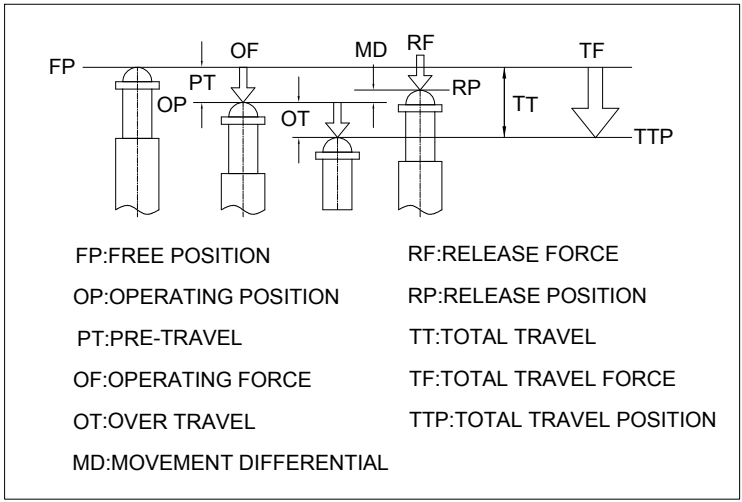 OF
MD
RF
TF
FP
PT
OP
OT
RP
TT
TTP
FP:FREE POSITION
OP:OPERATING POSITION
PT:PRE-TRAVEL
OF:OPERATING FORCE
OT:OVER TRAVEL
MD:MOVEMENT DIFFERENTIAL
RF:RELEASE FORCE
RP:RELEASE POSITION
TT:TOTAL TRAVEL
TF:TOTAL TRAVEL FORCE
TTP:TOTAL TRAVEL POSITION